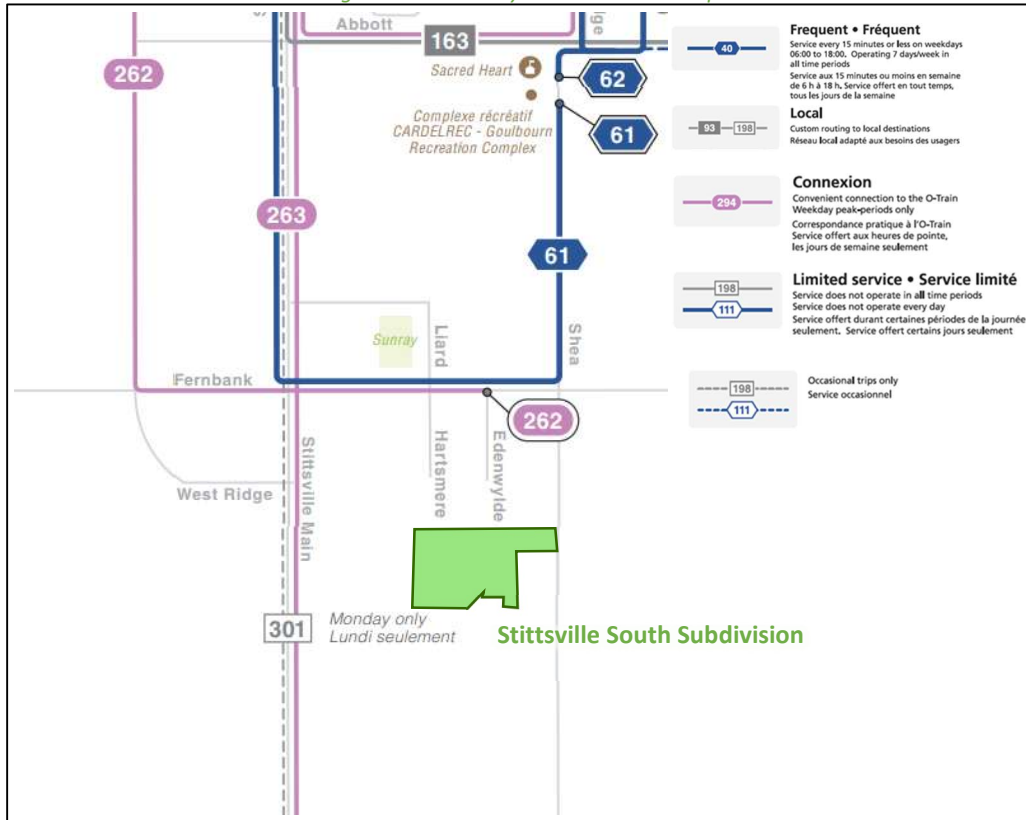 Abbott
163
262
Sacred Heart
62
Complexe récréatif
CARDELREC - Goulbourn
Recreation Complex
61
263
61
Sunray
Liard
Shea
Fernbank
262
Hartsmere
Edenwylde
Stittsville Main
West Ridge
301
Monday only
Lundi seulement
Stittsville South Subdivision
40
Frequent • Fréquent
Service every 15 minutes or less on weekdays
06:00 to 18:00. Operating 7 days/week in
all time periods
Service aux 15 minutes ou moins en semaine
de 6 h à 18 h. Service offert en tout temps,
tous les jours de la semaine
93 198
Local
Custom routing to local destinations
Réseau local adapté aux besoins des usagers
294
Connexion
Convenient connection to the O-Train
Weekday peak-periods only
Correspondance pratique à l'O-Train
Service offert aux heures de pointe,
les jours de semaine seulement
198
111
Limited service • Service limité
Service does not operate in all time periods
Service does not operate every day
Service offert durant certaines périodes de la journée
seulement. Service offert certains jours seulement
198
111
Occasional trips only
Service occasionnel